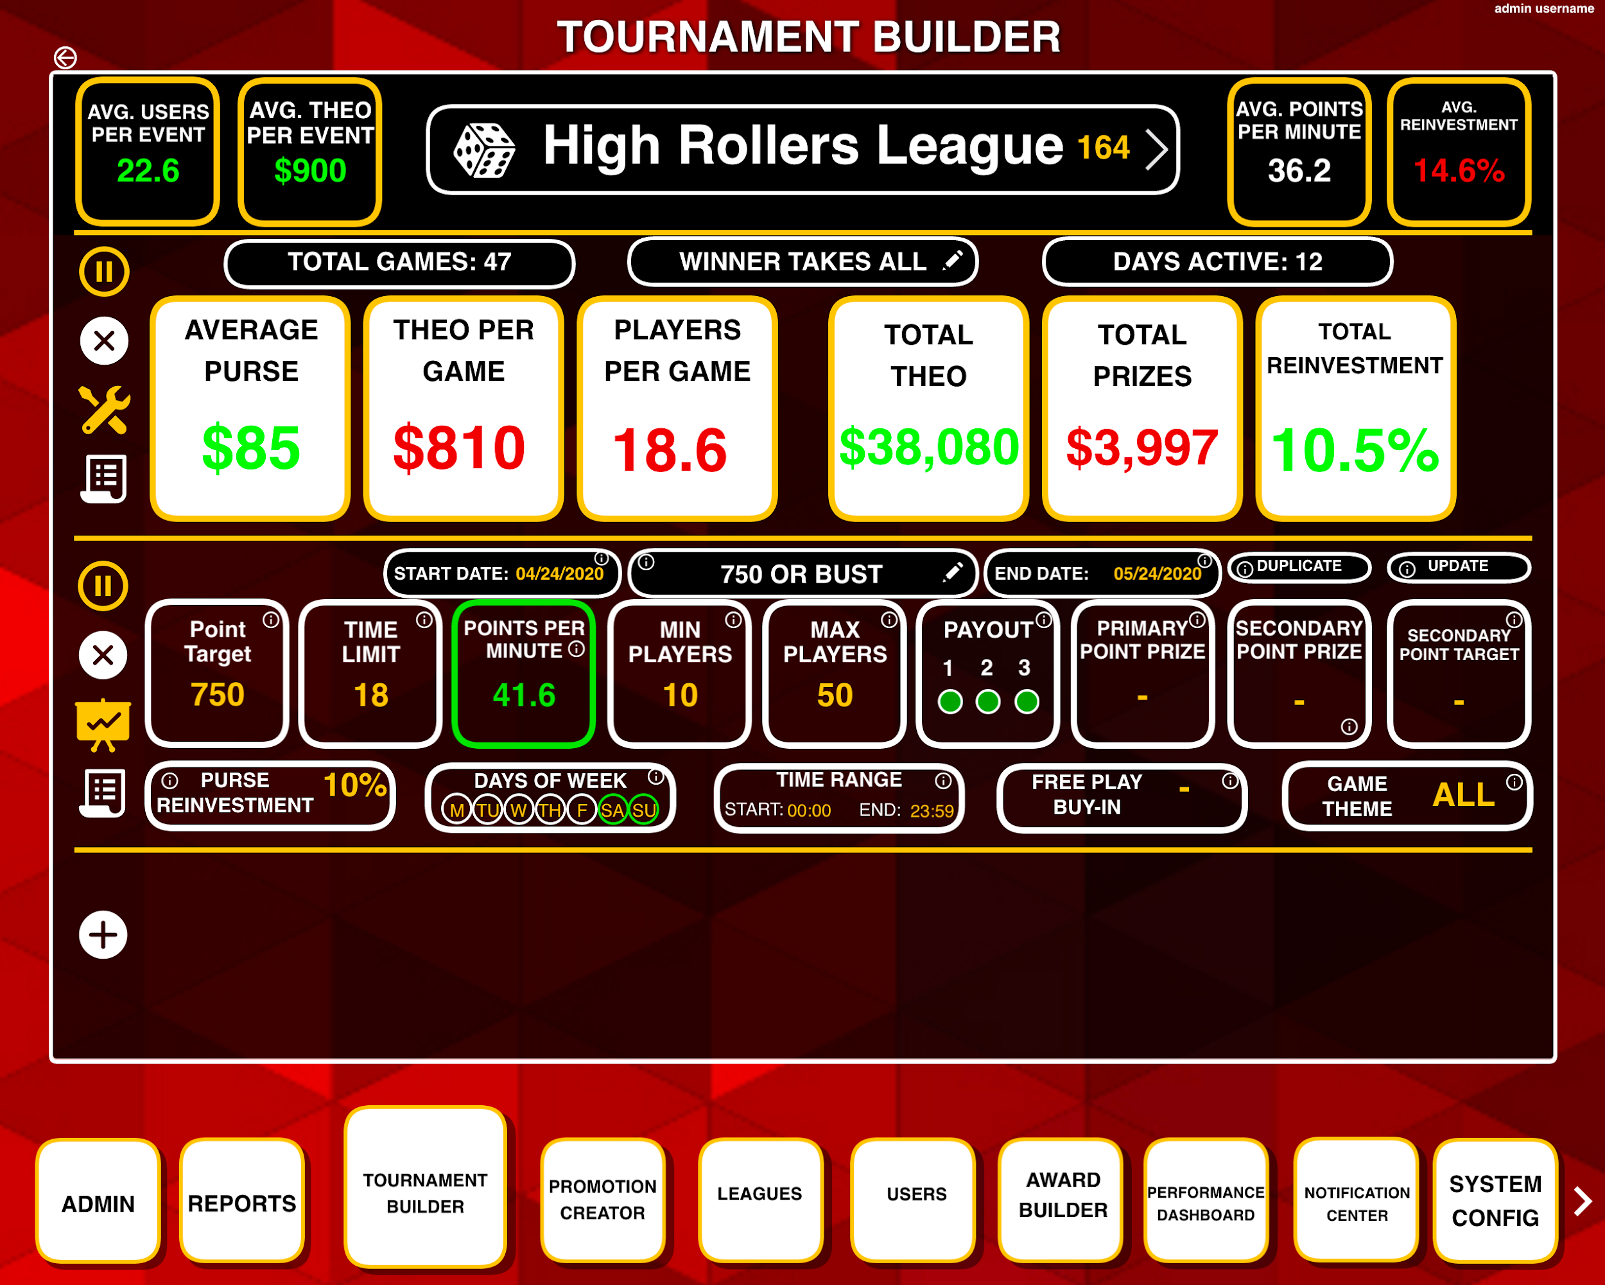 admin username
TOURNAMENT BUILDER
AVG. USERS
PER EVENT
22.6
AVG. THEO
PER EVENT
$900
High Rollers League 164
AVG. POINTS
PER MINUTE
36.2
AVG.
REINVESTMENT
14.6%
TOTAL GAMES: 47
WINNER TAKES ALL
DAYS ACTIVE: 12
AVERAGE
PURSE
$85
THEO PER
GAME
$810
PLAYERS
PER GAME
18.6
TOTAL
THEO
$38,080
TOTAL
PRIZES
$3,997
TOTAL
REINVESTMENT
10.5%
START DATE: 04/24/2020
750 OR BUST
END DATE: 05/24/2020
DUPLICATE
UPDATE
Point
Target
750
TIME
LIMIT
18
POINTS PER
MINUTE
41.6
MIN
PLAYERS
10
MAX
PLAYERS
50
PAYOUT
1 2 3
PRIMARY
POINT PRIZE
-
SECONDARY
POINT PRIZE
-
SECONDARY
POINT TARGET
-
PURSE
REINVESTMENT
10%
DAYS OF WEEK
M TU W TH F SA SU
TIME RANGE
START: 00:00 END: 23:59
FREE PLAY
BUY-IN
-
GAME
THEME
ALL
ADMIN
REPORTS
TOURNAMENT
BUILDER
PROMOTION
CREATOR
LEAGUES
USERS
AWARD
BUILDER
PERFORMANCE
DASHBOARD
NOTIFICATION
CENTER
SYSTEM
CONFIG